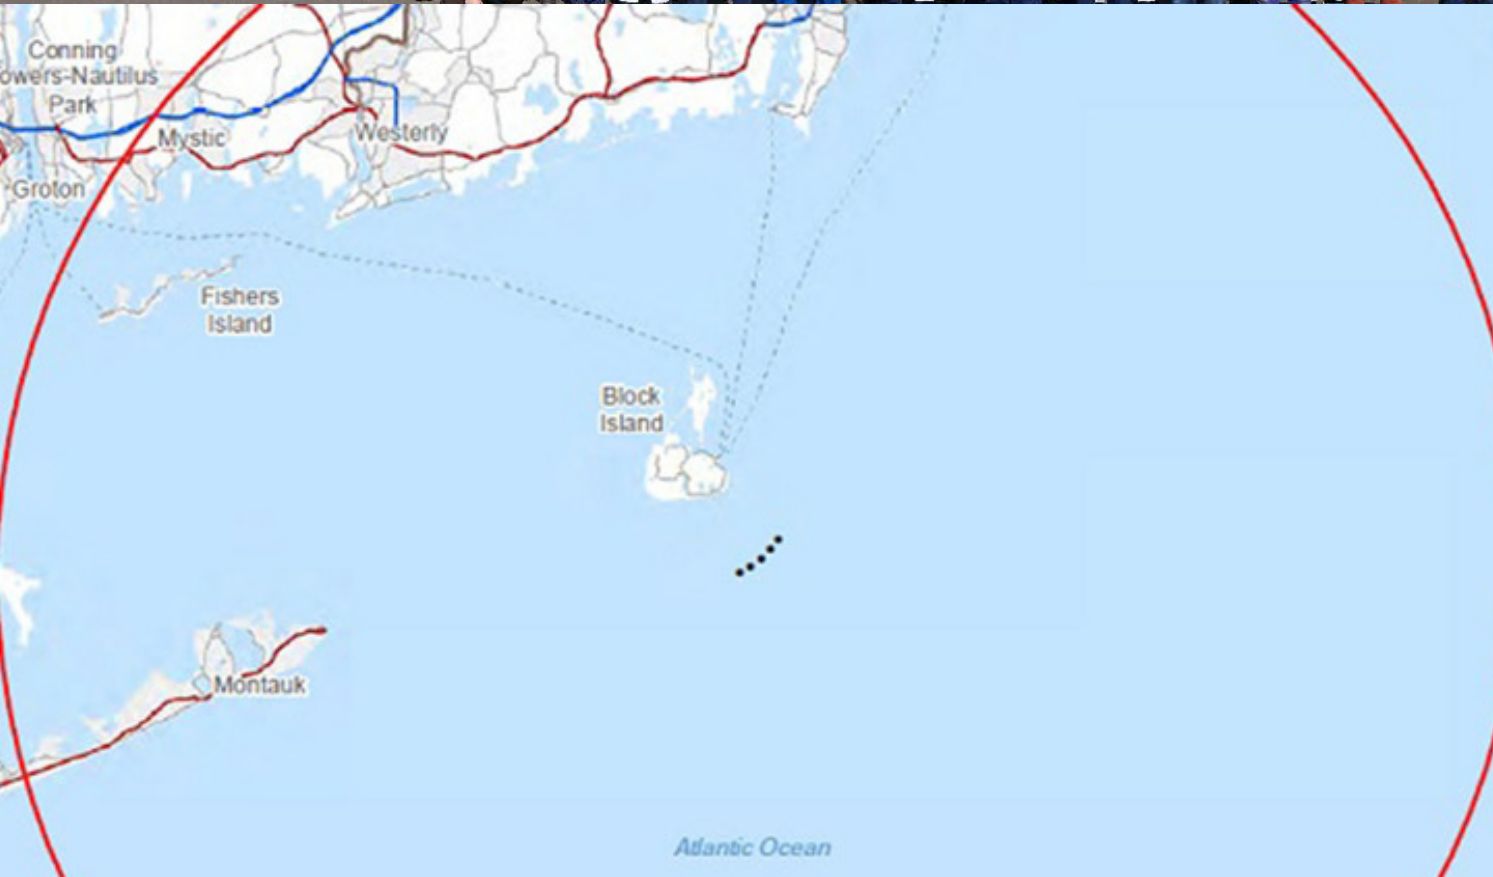 Conning
owers-Nautilus
Park
Mystic
Westerly
Groton
Fishers
Island
Block
Island
Montauk
Atlantic Ocean